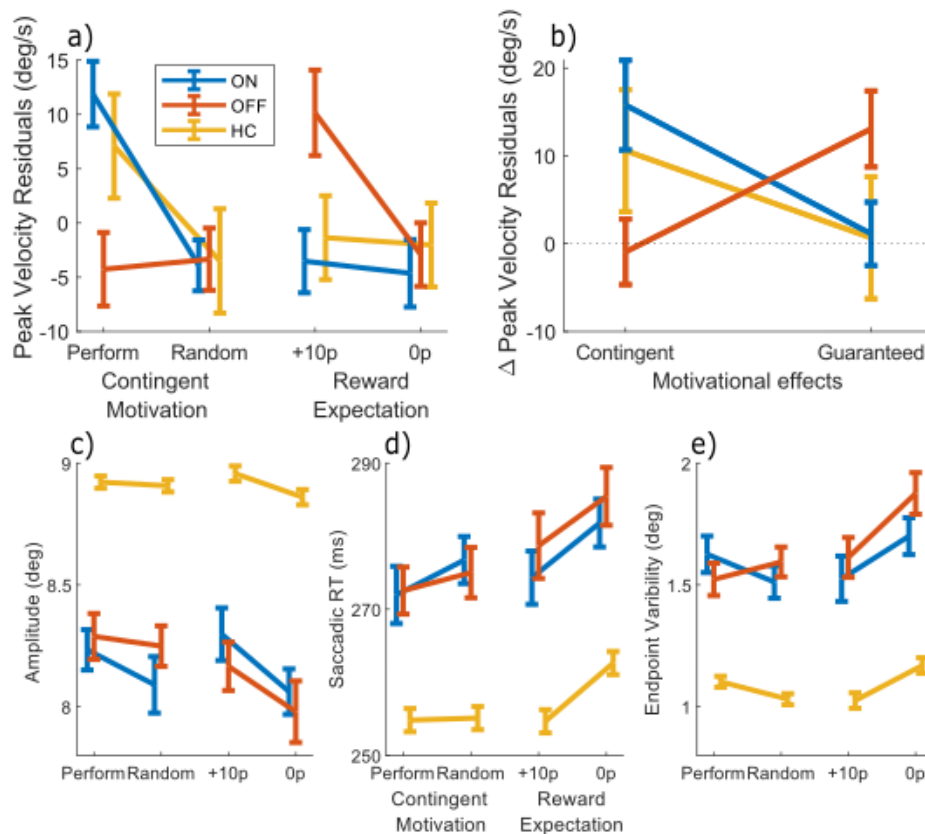 a)
Peak Velocity Residuals (deg/s)
15
10
5
0
-5
-10
ON
OFF
HC
Perform
Random
+10p
0p
Contingent
Motivation
Reward
Expectation
b)
Δ Peak Velocity Residuals (deg/s)
20
10
0
-10
Contingent
Guaranteed
Motivational effects
c)
Amplitude (deg)
9
8.5
8
Perform
Random
+10p
0p
d)
Saccadic RT (ms)
290
270
250
Perform
Random
+10p
0p
Contingent
Motivation
Reward
Expectation
e)
Endpoint Varibility (deg)
2
1.5
1
Perform
Random
+10p
0p